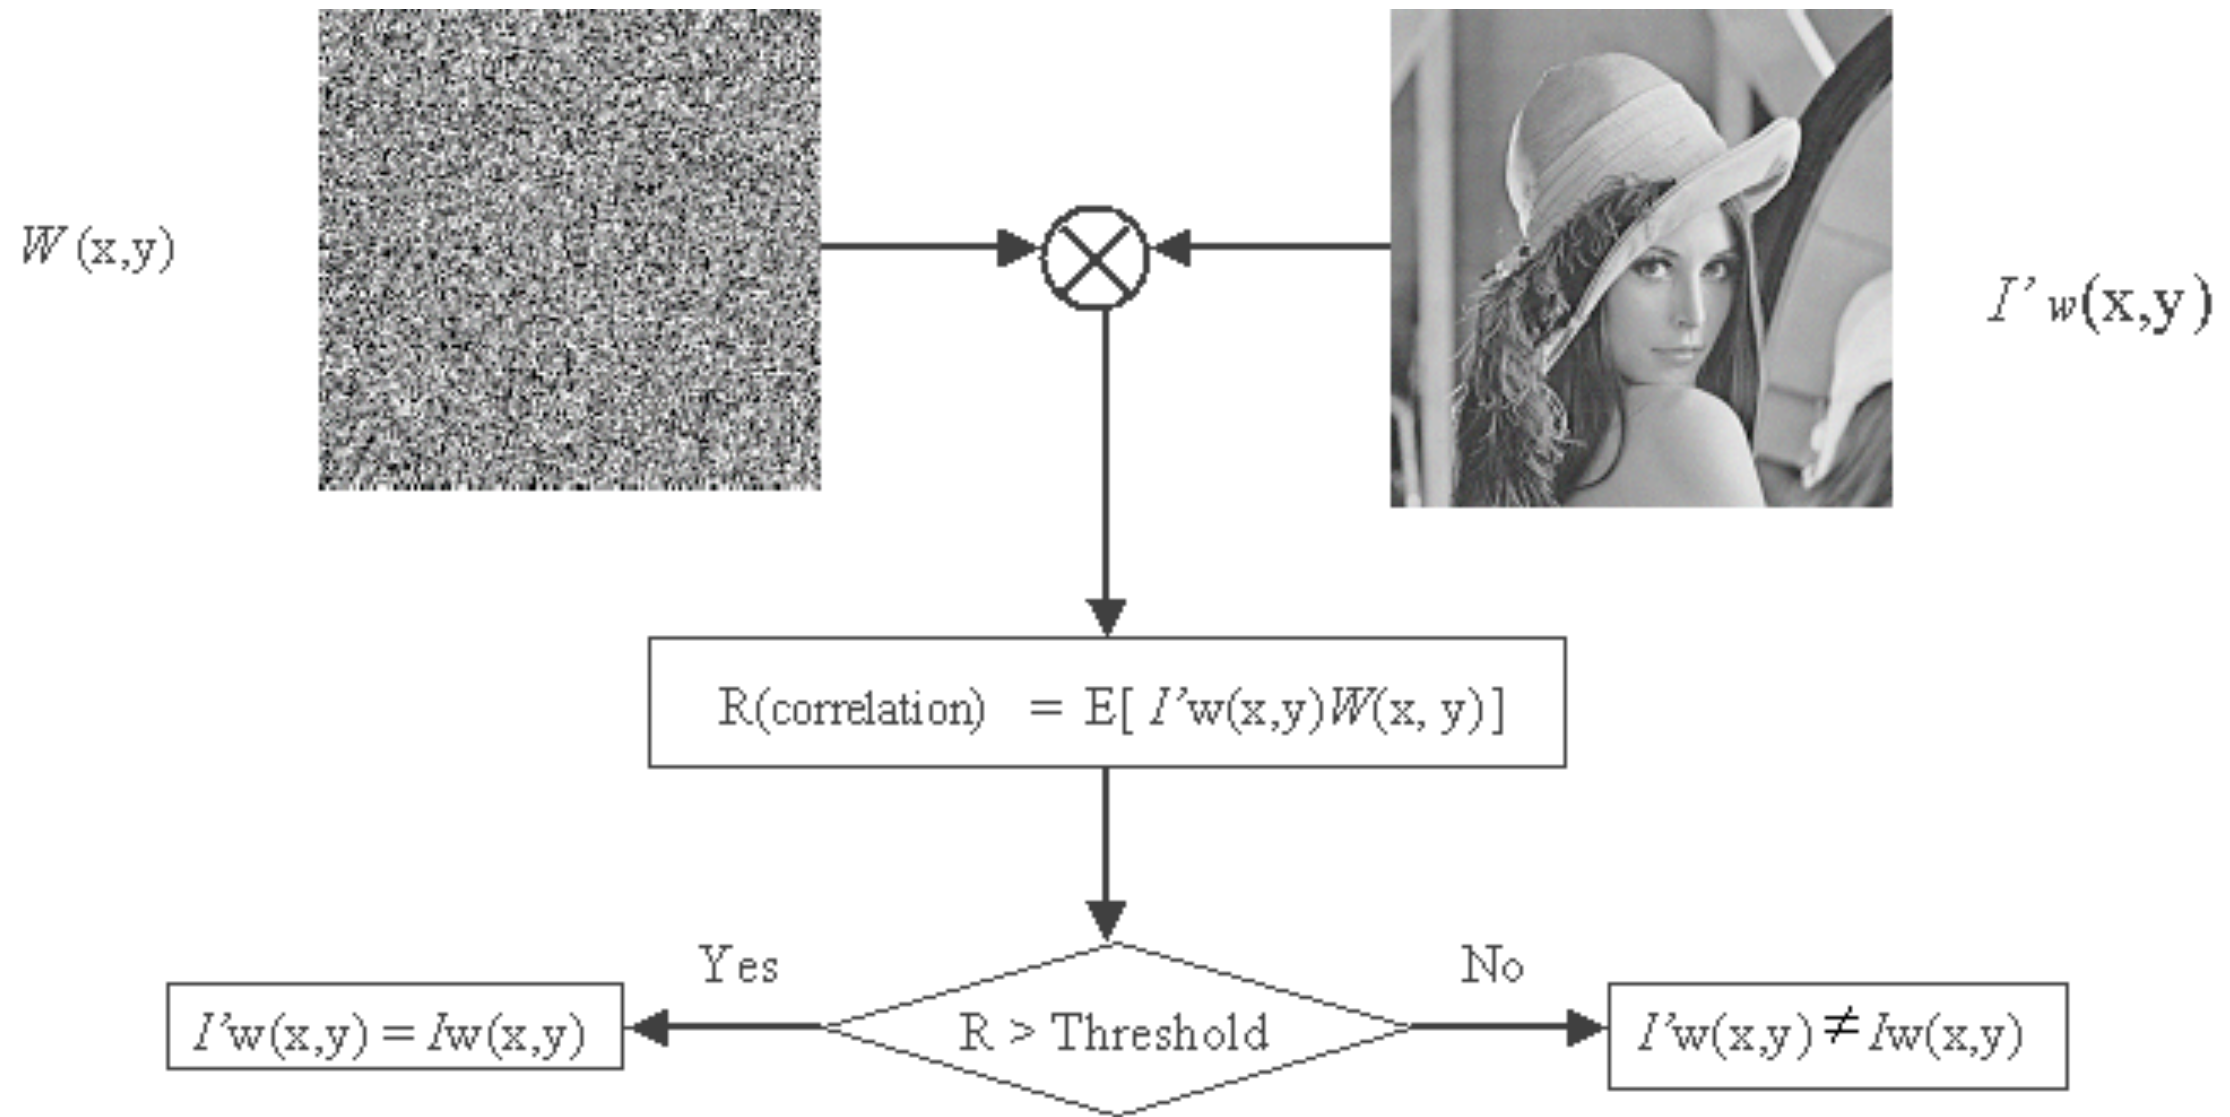 W (x,y)
I' w(x,y)
R(correlation) = E[ I'w(x,y)W(x, y)]
Yes
No
I'w(x,y) = Iw(x,y)
R > Threshold
I'w(x,y) ≠ Iw(x,y)